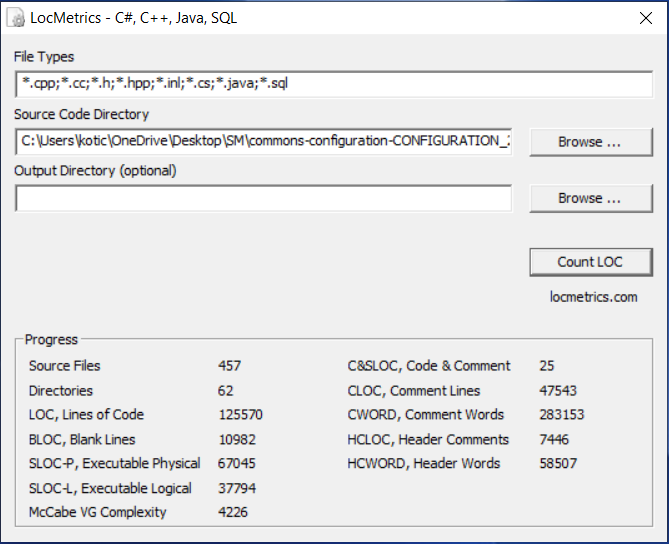 LocMetrics - C#, C++, Java, SQL
File Types
*.cpp;*.cc;*.h;*.hpp;*.inl;*.cs;*.java;*.sql
Source Code Directory
C:\Users\kotic\OneDrive\Desktop\SM\commons-configuration-CONFIGURATION_2
Browse ...
Output Directory (optional)
Browse ...
Count LOC
locmetrics.com
Progress
Source Files 457 C&SLOC, Code & Comment 25
Directories 62 CLOC, Comment Lines 47543
LOC, Lines of Code 125570 CWORD, Comment Words 283153
BLOC, Blank Lines 10982 HCLOC, Header Comments 7446
SLOC-P, Executable Physical 67045 HCWORD, Header Words 58507
SLOC-L, Executable Logical 37794
McCabe VG Complexity 4226